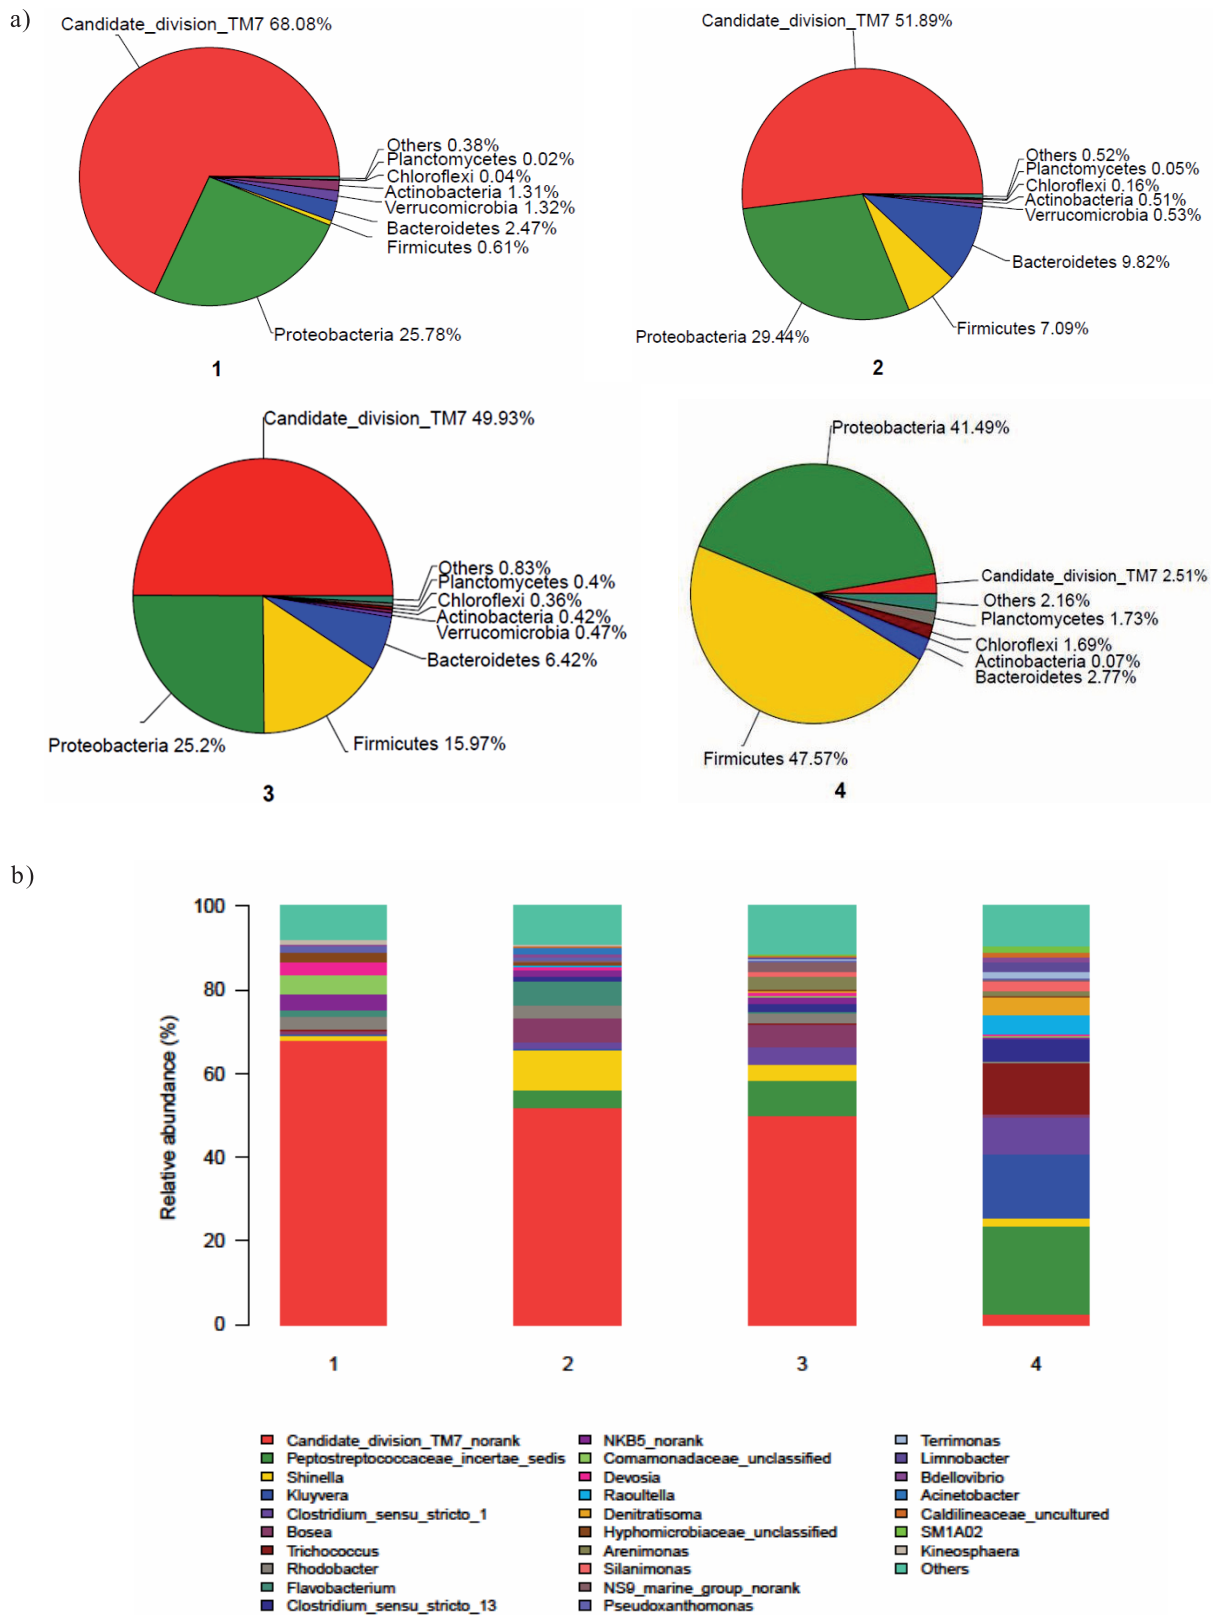 a)
Candidate_division_TM7 68.08%
Others 0.38%
Planctomycetes 0.02%
Chloroflexi 0.04%
Actinobacteria 1.31%
Verrucomicrobia 1.32%
Bacteroidetes 2.47%
Firmicutes 0.61%
Proteobacteria 25.78%
1
Candidate_division_TM7 51.89%
Others 0.52%
Planctomycetes 0.05%
Chloroflexi 0.16%
Actinobacteria 0.51%
Verrucomicrobia 0.53%
Bacteroidetes 9.82%
Firmicutes 7.09%
Proteobacteria 29.44%
2
Candidate_division_TM7 49.93%
Others 0.83%
Planctomycetes 0.4%
Chloroflexi 0.36%
Actinobacteria 0.42%
Verrucomicrobia 0.47%
Bacteroidetes 6.42%
Firmicutes 15.97%
Proteobacteria 25.2%
3
Proteobacteria 41.49%
Candidate_division_TM7 2.51%
Others 2.16%
Planctomycetes 1.73%
Chloroflexi 1.69%
Actinobacteria 0.07%
Bacteroidetes 2.77%
Firmicutes 47.57%
4
b)
Relative abundance (%)
100
80
60
40
20
0
1
2
3
4
Candidate_division_TM7_norank
Peptostreptococcaceae_incertae_sedis
Shinella
Kluyvera
Clostridium_sensu_stricto_1
Bosea
Trichococcus
Rhodobacter
Flavobacterium
Clostridium_sensu_stricto_13
NKB5_norank
Comamonadaceae_unclassified
Devosia
Raoultella
Denitratisoma
Hyphomicrobiaceae_unclassified
Arenimonas
Silanimonas
NS9_marine_group_norank
Pseudoxanthomonas
Terrimonas
Limnobacter
Bdellovibrio
Acinetobacter
Caldilineaceae_uncultured
SM1A02
Kineosphaera
Others